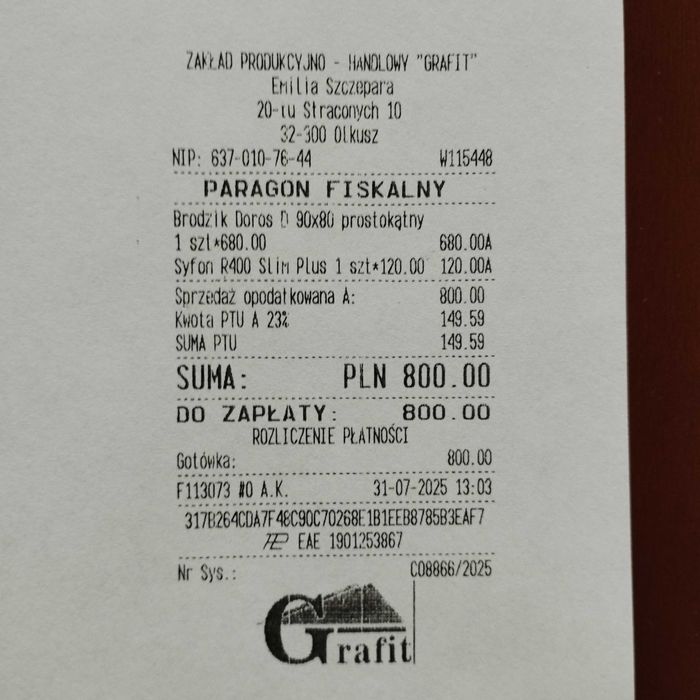 ZAKŁAD PRODUKCYJNO - HANDLOWY "GRAFIT"
Emilia Szczepara
20-tu Straconych 10
32-300 Olkusz
NIP: 637-010-76-44 W115448
PARAGON FISKALNY
Brodzik Doros D 90x80 prostokątny
1 szt*680.00 680.00A
Syfon R400 Slim Plus 1 szt*120.00 120.00A
Sprzedaż opodatkowana A: 800.00
Kwota PTU A 23% 149.59
SUMA PTU 149.59
SUMA: PLN 800.00
DO ZAPŁATY: 800.00
ROZLICZENIE PŁATNOŚCI
Gotówka: 800.00
F113073 #0 A.K. 31-07-2025 13:03
317B264CDA7F48C90C70268E1B1EEB8785B3EAF7
EAE 1901253867
Nr Sys.: C08866/2025
Grafit